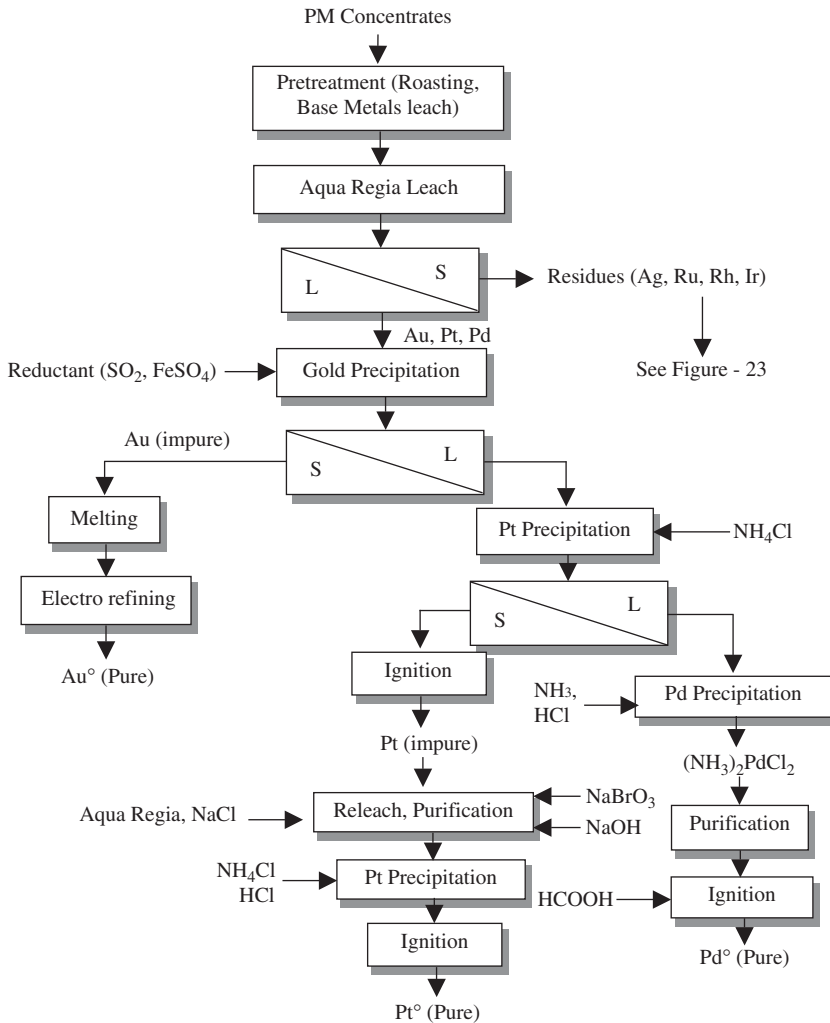 PM Concentrates
Pretreatment (Roasting,
Base Metals leach)
Aqua Regia Leach
S
L
Residues (Ag, Ru, Rh, Ir)
Au, Pt, Pd
Reductant (SO₂, FeSO₄)
Gold Precipitation
See Figure - 23
Au (impure)
L
S
Melting
Pt Precipitation
NH₄Cl
Electro refining
L
S
Au° (Pure)
Ignition
NH₃,
HCl
Pd Precipitation
Pt (impure)
(NH₃)₂PdCl₂
Aqua Regia, NaCl
Releach, Purification
NaBrO₃
NaOH
Purification
NH₄Cl
HCl
Pt Precipitation
HCOOH
Ignition
Ignition
Pd° (Pure)
Pt° (Pure)